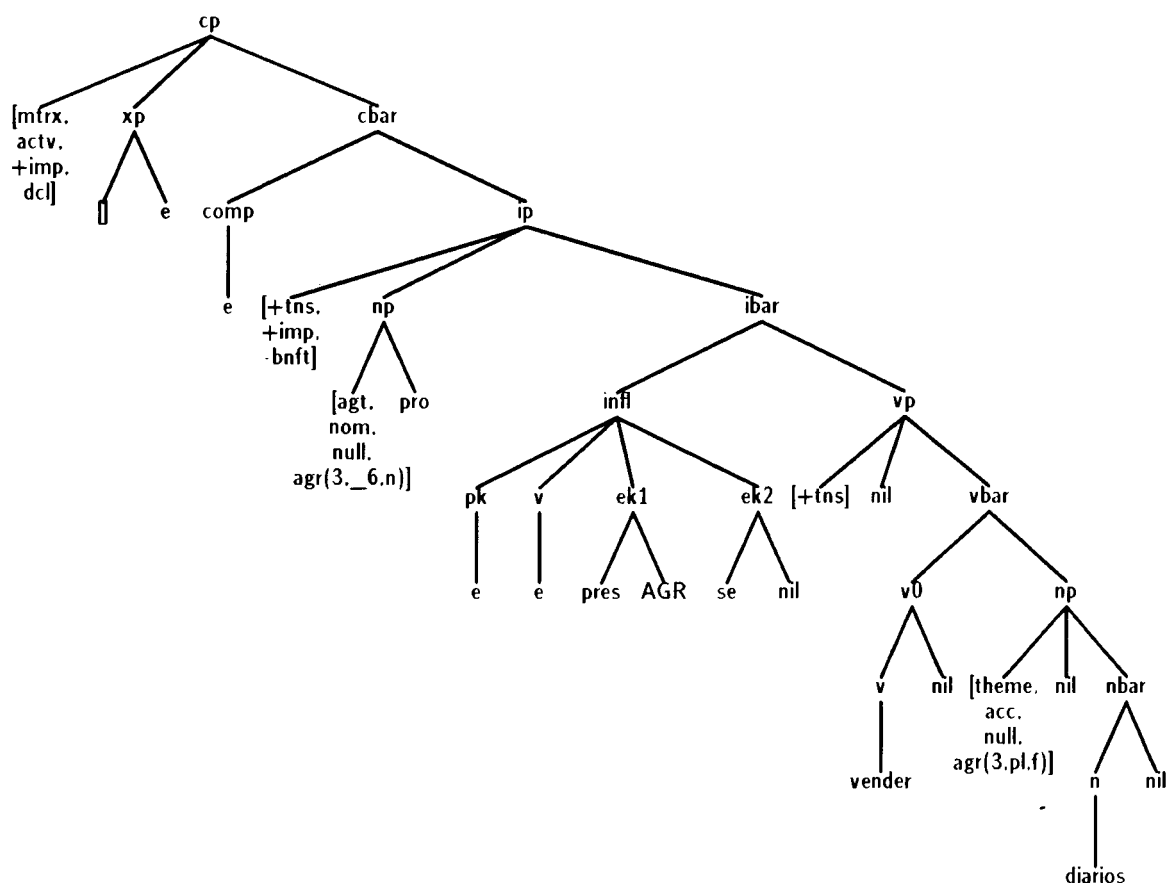 cp
[mtrx, xp cbar
actv,
+imp,
dcl]
[] e comp ip
e [+tns, np ibar
+imp,
-bnft]
[agt, pro infl vp
nom,
null,
agr(3,_6,n)]
pk v ek1 ek2 [+tns] nil vbar
e e pres AGR se nil v0 np
v nil [theme, nil nbar
acc,
null,
agr(3,pl,f)]
vender n nil
diarios